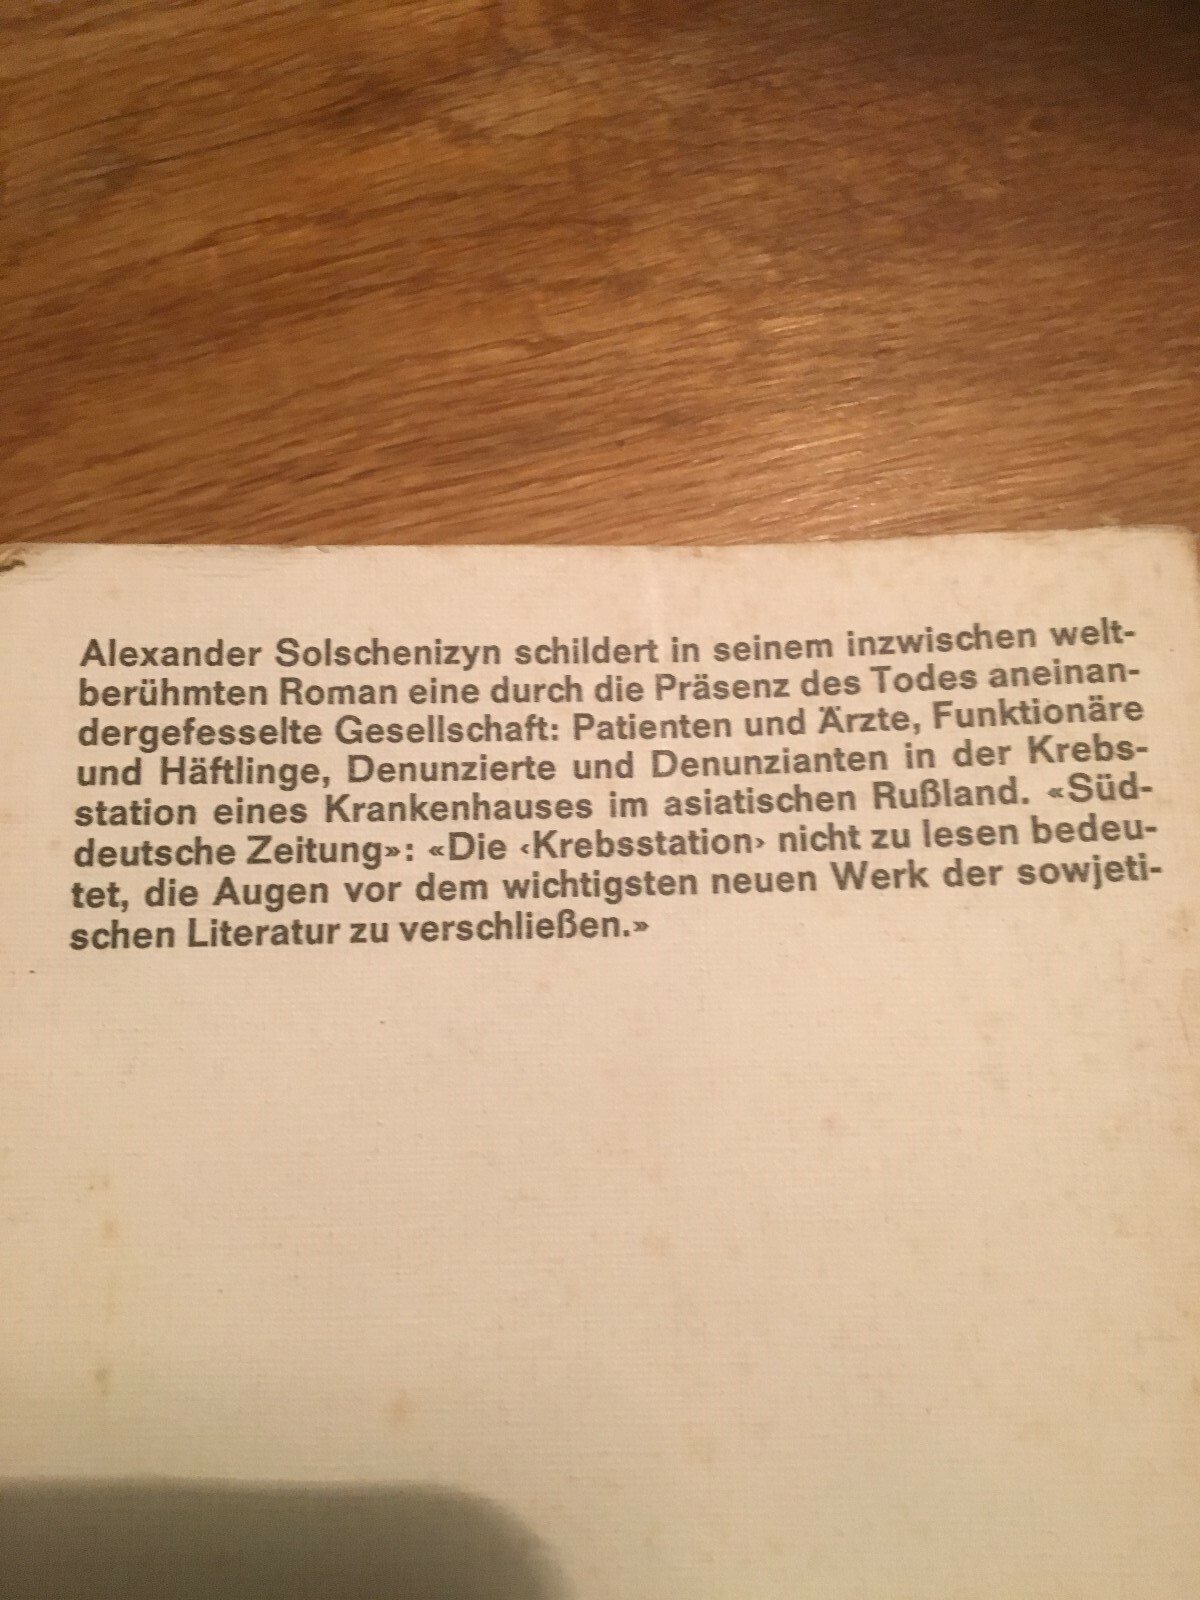 Alexander Solschenizyn schildert in seinem inzwischen welt-
berühmten Roman eine durch die Präsenz des Todes aneinan-
dergefesselte Gesellschaft: Patienten und Ärzte, Funktionäre
und Häftlinge, Denunzierte und Denunzianten in der Krebs-
station eines Krankenhauses im asiatischen Rußland. «Süd-
deutsche Zeitung»: «Die ‹Krebsstation› nicht zu lesen bedeu-
tet, die Augen vor dem wichtigsten neuen Werk der sowjeti-
schen Literatur zu verschließen.»